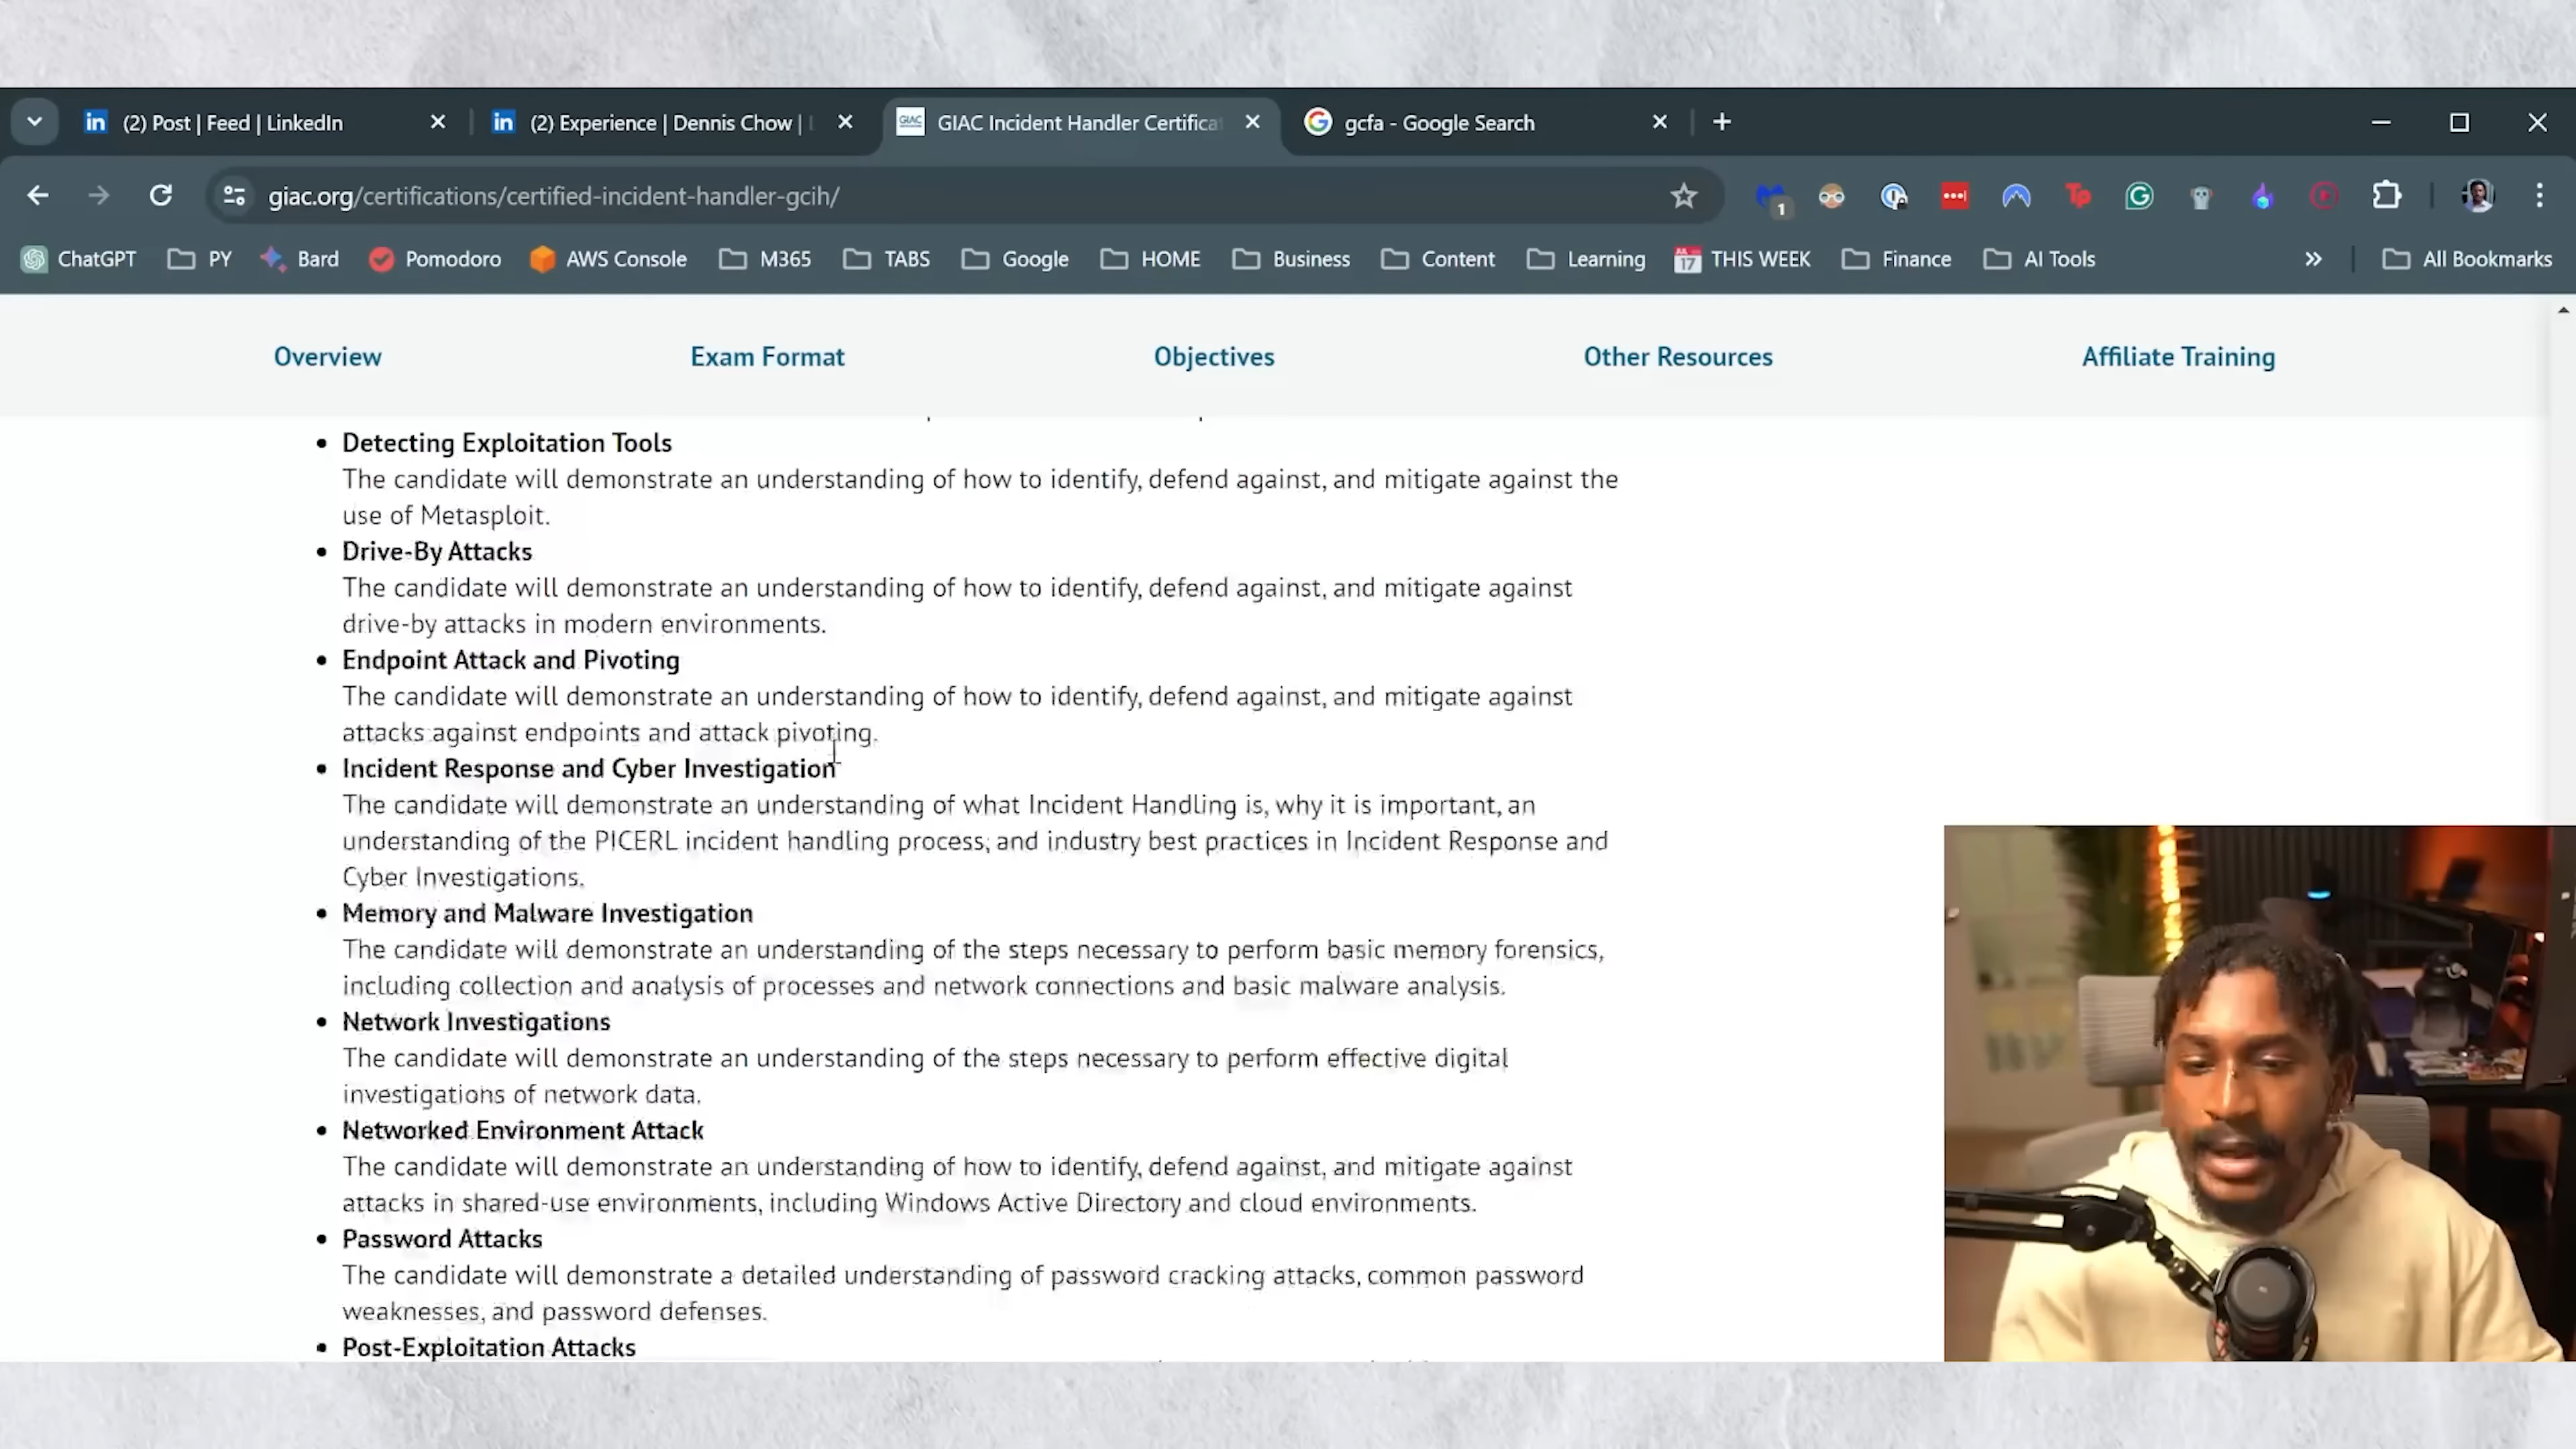 (2) Post | Feed | LinkedIn
(2) Experience | Dennis Chow |
GIAC Incident Handler Certifica
gcfa - Google Search
giac.org/certifications/certified-incident-handler-gcih/
1
ChatGPT
PY
Bard
Pomodoro
AWS Console
M365
TABS
Google
HOME
Business
Content
Learning
17
THIS WEEK
Finance
AI Tools
All Bookmarks
Overview
Exam Format
Objectives
Other Resources
Affiliate Training
• Detecting Exploitation Tools
The candidate will demonstrate an understanding of how to identify, defend against, and mitigate against the
use of Metasploit.
• Drive-By Attacks
The candidate will demonstrate an understanding of how to identify, defend against, and mitigate against
drive-by attacks in modern environments.
• Endpoint Attack and Pivoting
The candidate will demonstrate an understanding of how to identify, defend against, and mitigate against
attacks against endpoints and attack pivoting.
• Incident Response and Cyber Investigation
The candidate will demonstrate an understanding of what Incident Handling is, why it is important, an
understanding of the PICERL incident handling process, and industry best practices in Incident Response and
Cyber Investigations.
• Memory and Malware Investigation
The candidate will demonstrate an understanding of the steps necessary to perform basic memory forensics,
including collection and analysis of processes and network connections and basic malware analysis.
• Network Investigations
The candidate will demonstrate an understanding of the steps necessary to perform effective digital
investigations of network data.
• Networked Environment Attack
The candidate will demonstrate an understanding of how to identify, defend against, and mitigate against
attacks in shared-use environments, including Windows Active Directory and cloud environments.
• Password Attacks
The candidate will demonstrate a detailed understanding of password cracking attacks, common password
weaknesses, and password defenses.
• Post-Exploitation Attacks